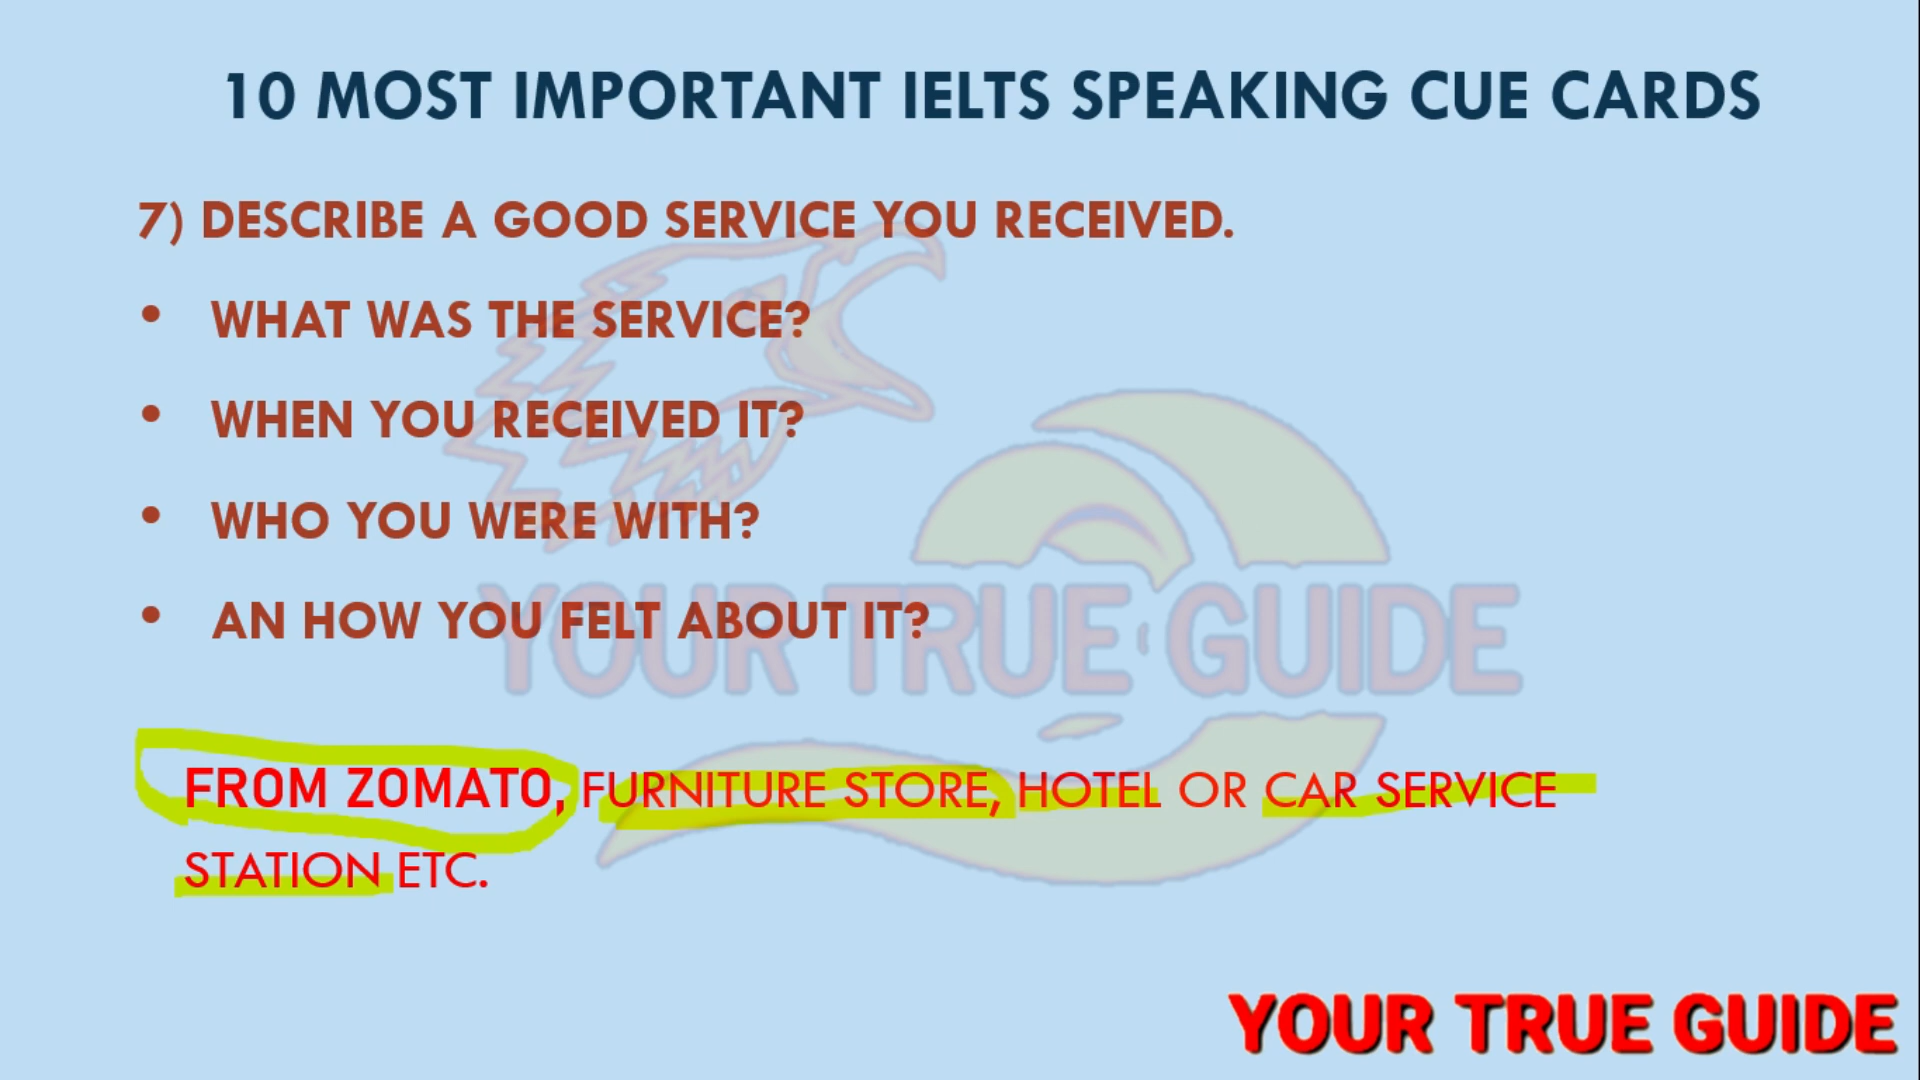 10 MOST IMPORTANT IELTS SPEAKING CUE CARDS
7) DESCRIBE A GOOD SERVICE YOU RECEIVED.
• WHAT WAS THE SERVICE?
• WHEN YOU RECEIVED IT?
• WHO YOU WERE WITH?
• AN HOW YOU FELT ABOUT IT?
YOUR TRUE GUIDE
FROM ZOMATO, FURNITURE STORE, HOTEL OR CAR SERVICE
STATION ETC.
YOUR TRUE GUIDE